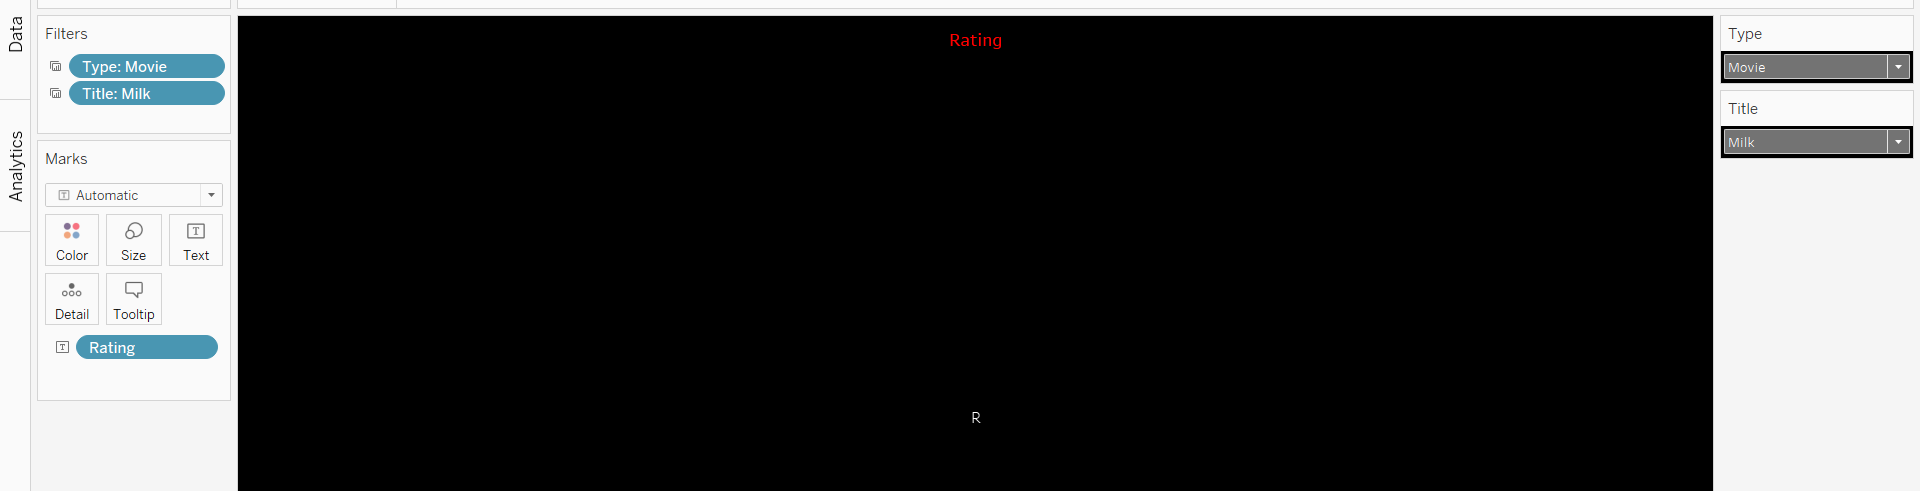 Data
Analytics
Filters
Type: Movie
Title: Milk
Marks
Automatic
Color
Size
Text
Detail
Tooltip
Rating
Rating
R
Type
Movie
Title
Milk